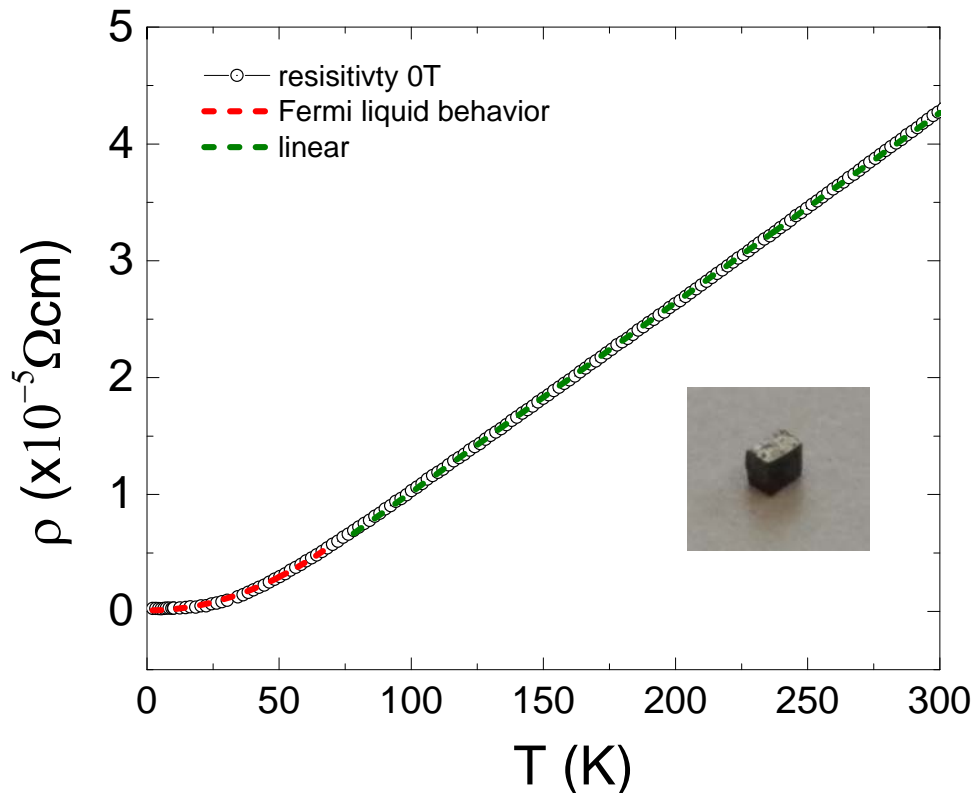 5
4
3
2
1
0
ρ (x10⁻⁵Ωcm)
resisitivty 0T
Fermi liquid behavior
linear
0 50 100 150 200 250 300
T (K)